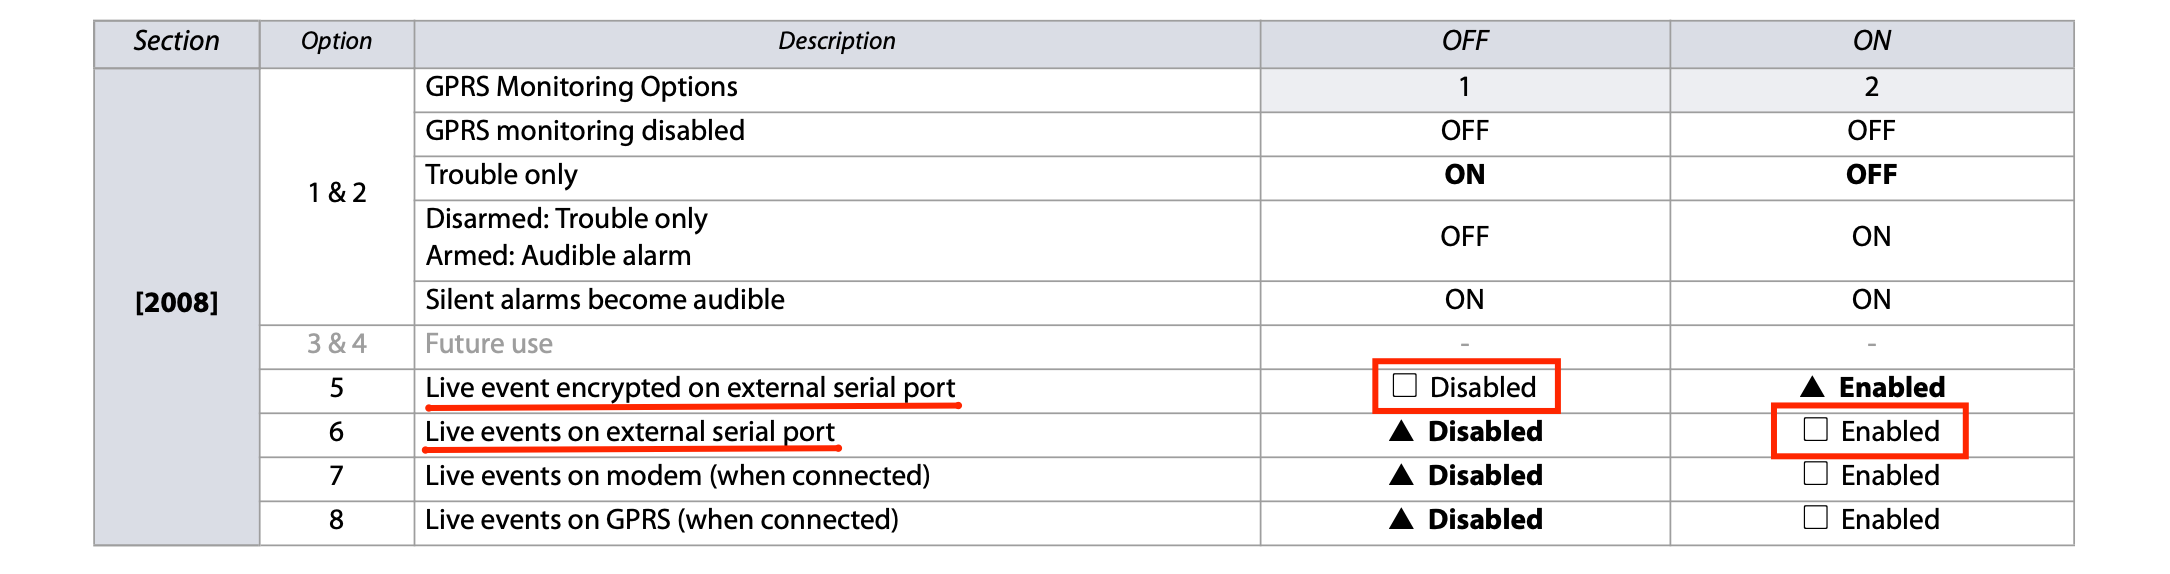 Section Option Description OFF ON
GPRS Monitoring Options 1 2
GPRS monitoring disabled OFF OFF
Trouble only ON OFF
1 & 2
Disarmed: Trouble only
Armed: Audible alarm
OFF ON
[2008]
Silent alarms become audible ON ON
3 & 4 Future use - -
5 Live event encrypted on external serial port □ Disabled ▲ Enabled
6 Live events on external serial port ▲ Disabled □ Enabled
7 Live events on modem (when connected) ▲ Disabled □ Enabled
8 Live events on GPRS (when connected) ▲ Disabled □ Enabled